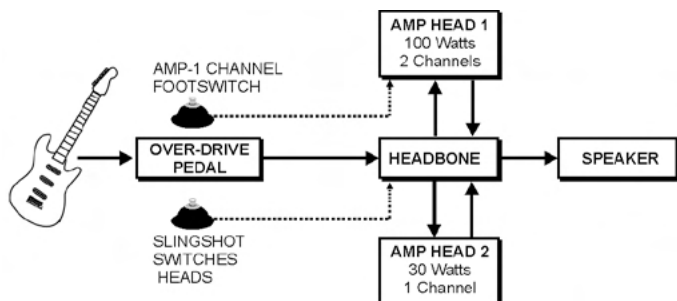 AMP HEAD 1
100 Watts
2 Channels
AMP-1 CHANNEL
FOOTSWITCH
OVER-DRIVE
PEDAL
HEADBONE
SPEAKER
SLINGSHOT
SWITCHES
HEADS
AMP HEAD 2
30 Watts
1 Channel